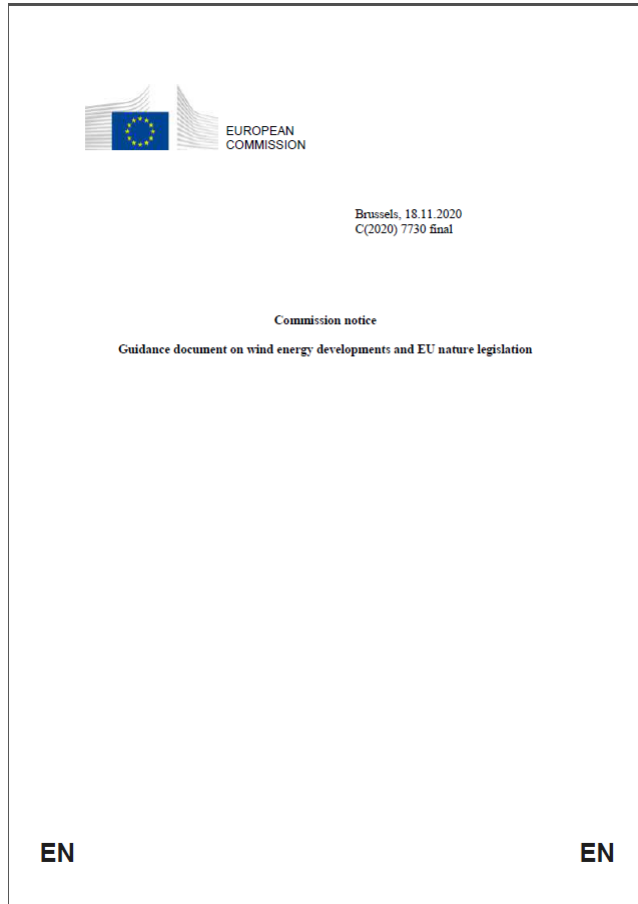 EUROPEAN
COMMISSION
Brussels, 18.11.2020
C(2020) 7730 final
Commission notice
Guidance document on wind energy developments and EU nature legislation
EN EN